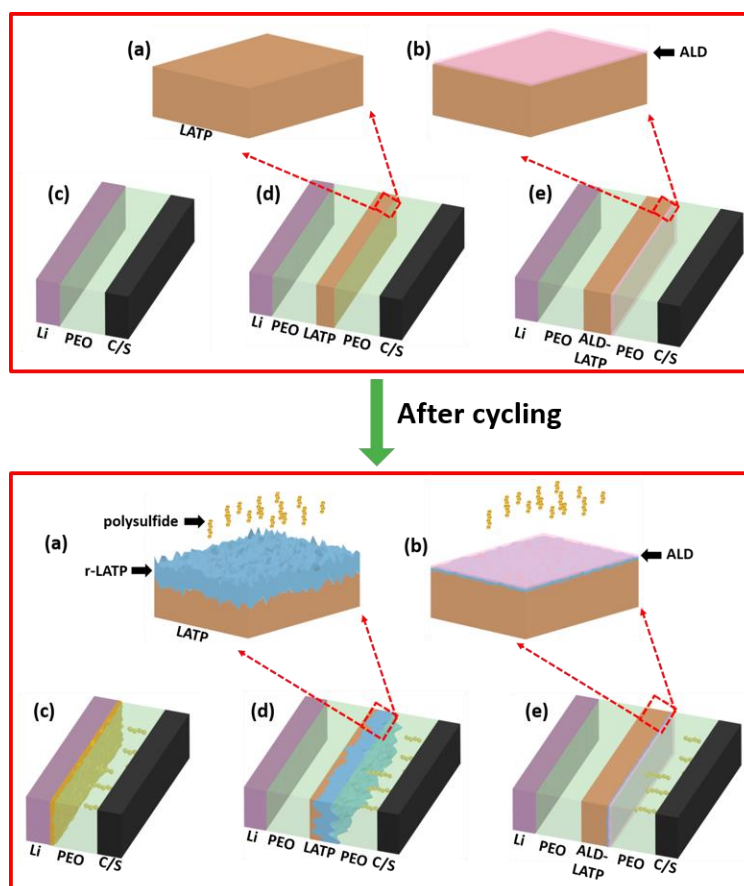 (a)
(b)
ALD
LATP
(c)
(d)
(e)
Li PEO C/S
Li PEO LATP PEO C/S
Li PEO ALD-LATP PEO C/S
After cycling
polysulfide
(a)
(b)
ALD
r-LATP
LATP
(c)
(d)
(e)
Li PEO C/S
Li PEO LATP PEO C/S
Li PEO ALD-LATP PEO C/S